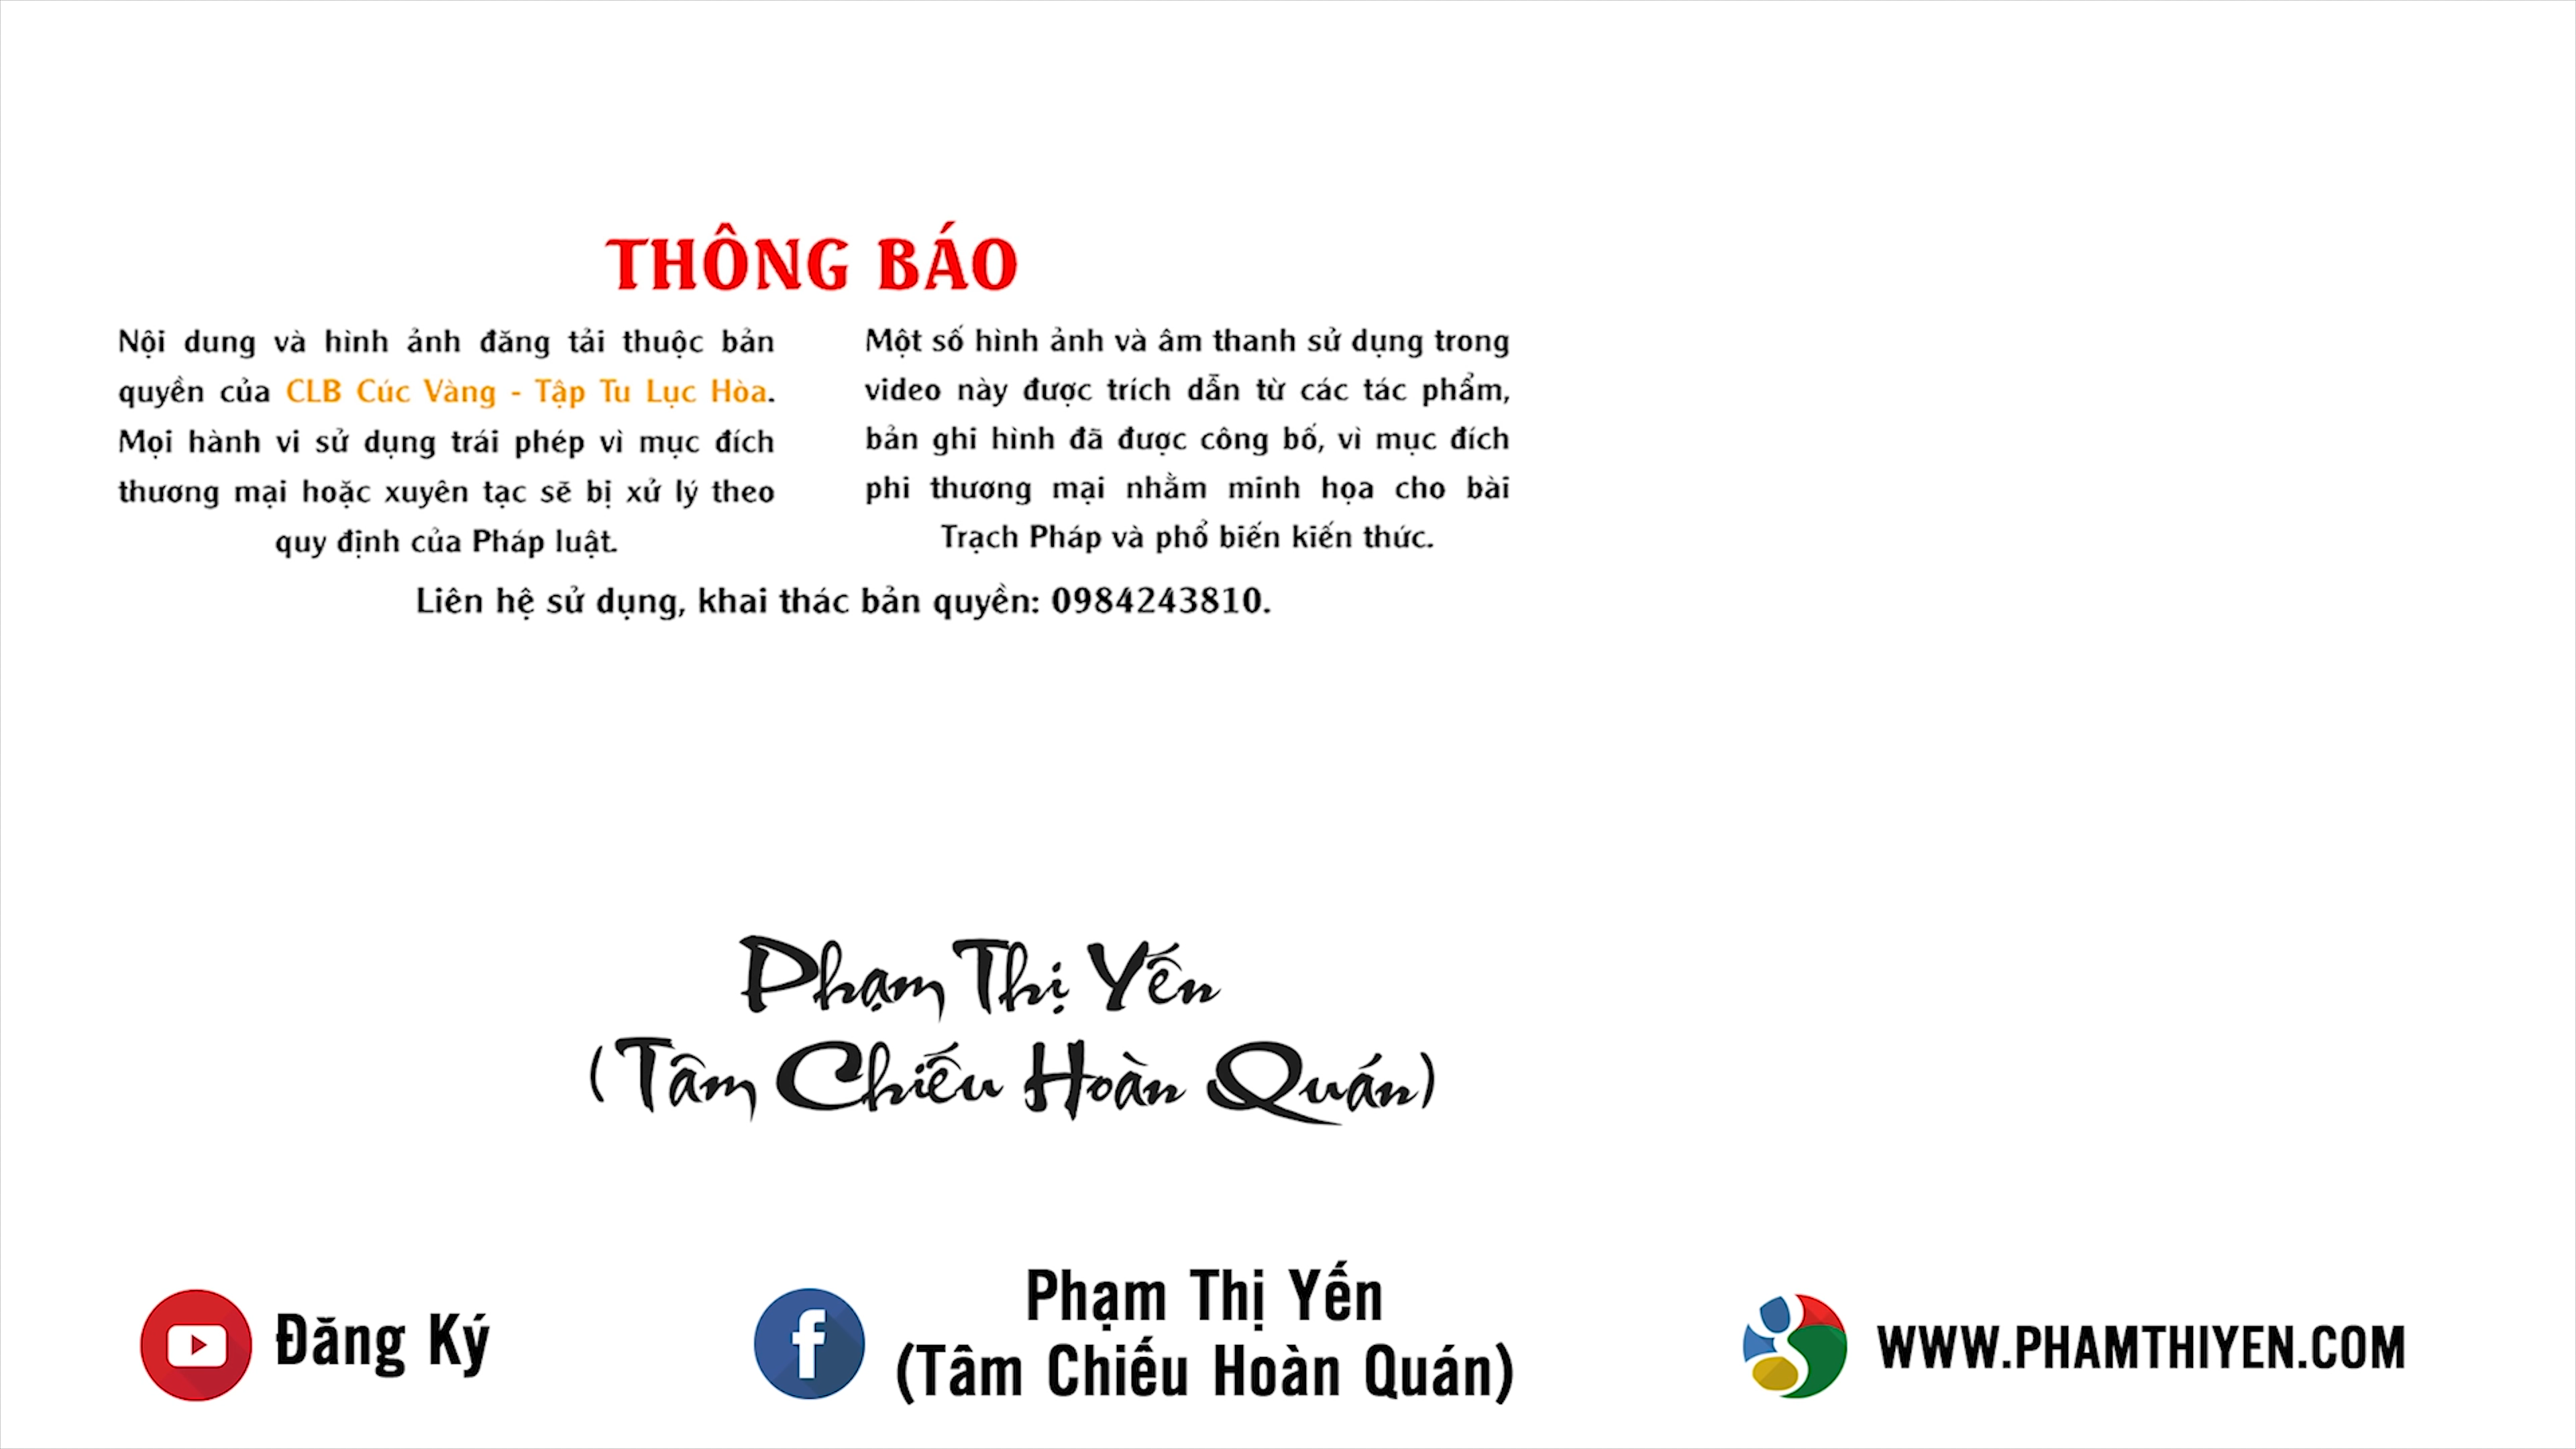 THÔNG BÁO
Nội dung và hình ảnh đăng tải thuộc bản
quyền của CLB Cúc Vàng - Tập Tu Lục Hòa.
Mọi hành vi sử dụng trái phép vì mục đích
thương mại hoặc xuyên tạc sẽ bị xử lý theo
quy định của Pháp luật.
Một số hình ảnh và âm thanh sử dụng trong
video này được trích dẫn từ các tác phẩm,
bản ghi hình đã được công bố, vì mục đích
phi thương mại nhằm minh họa cho bài
Trạch Pháp và phổ biến kiến thức.
Liên hệ sử dụng, khai thác bản quyền: 0984243810.
Phạm Thị Yến
(Tâm Chiếu Hoàn Quán)
Đăng Ký
Phạm Thị Yến
(Tâm Chiếu Hoàn Quán)
WWW.PHAMTHIYEN.COM